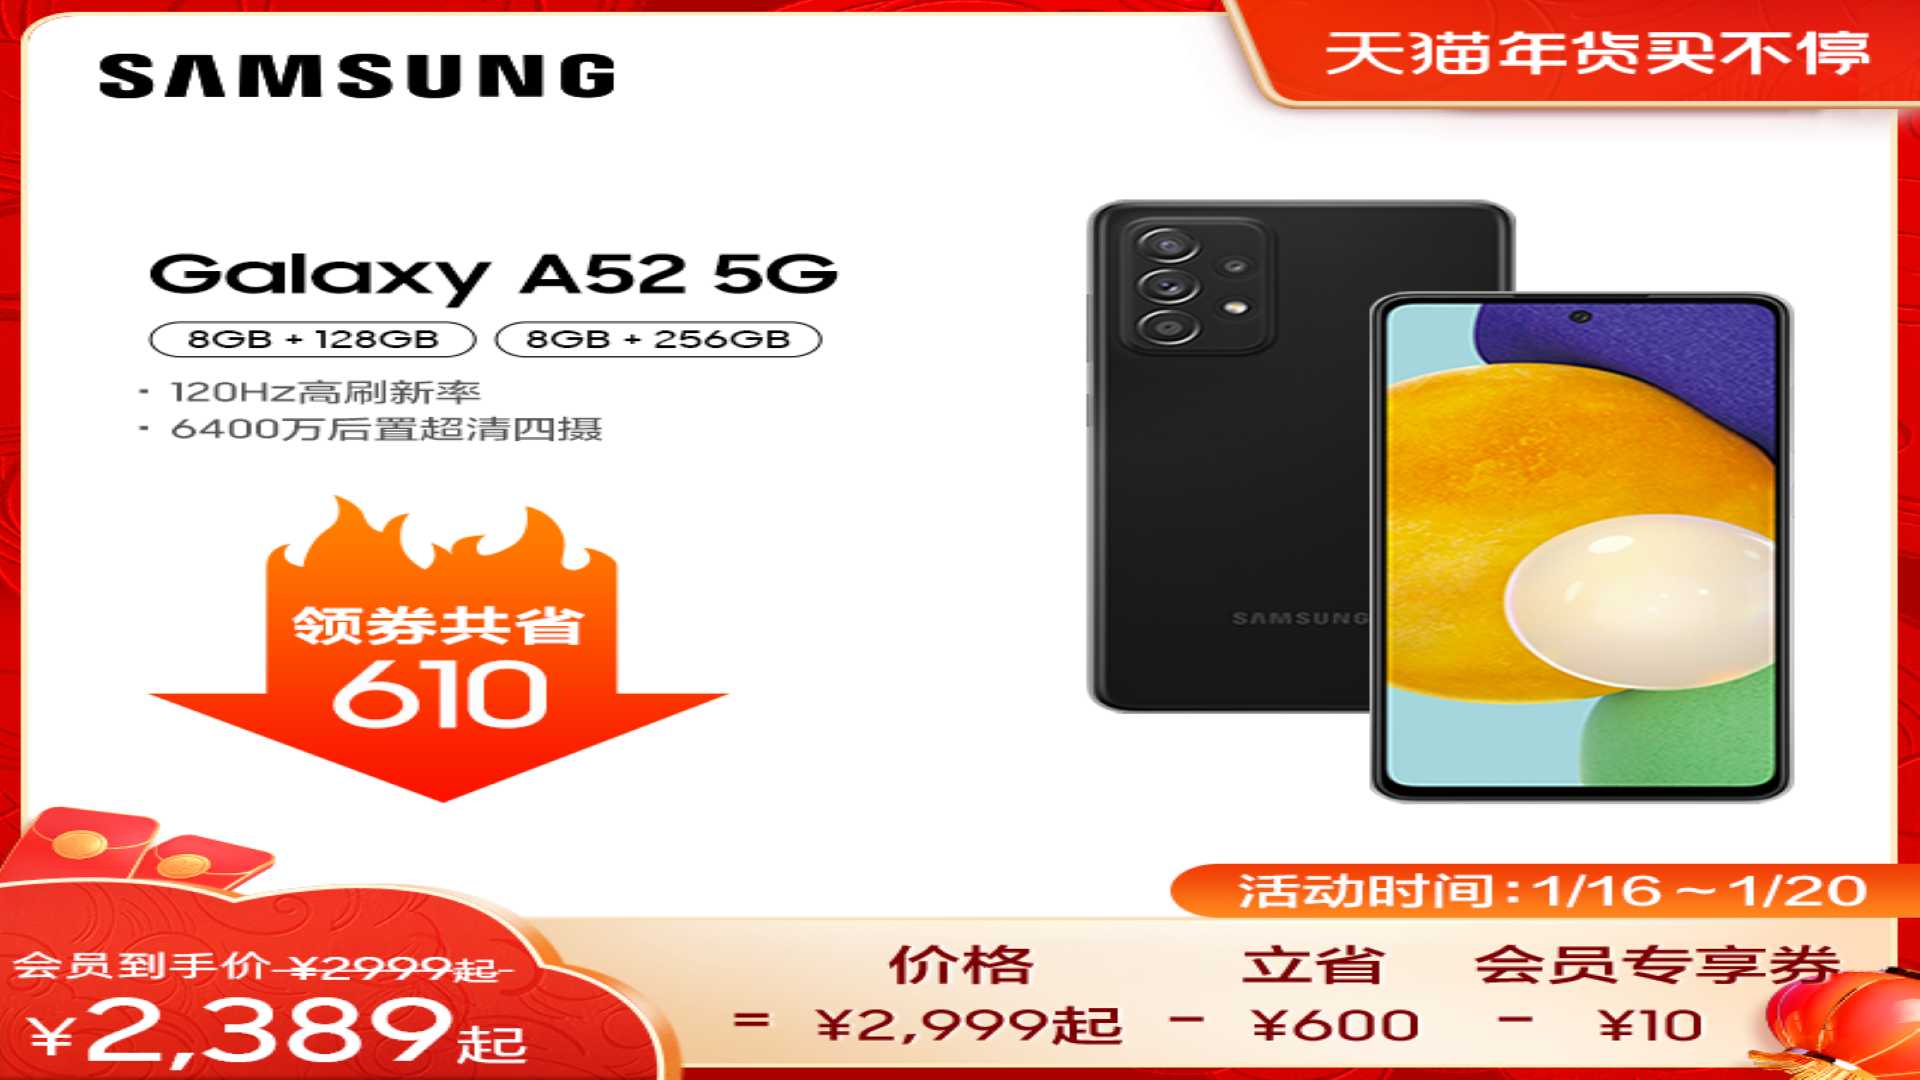 SAMSUNG
天猫年货买不停
Galaxy A52 5G
8GB + 128GB
8GB + 256GB
· 120Hz高刷新率
· 6400万后置超清四摄
领券共省
610
SAMSUNG
活动时间:1/16~1/20
会员到手价 ¥2999起
¥2,389起
价格 立省 会员专享券
= ¥2,999起 - ¥600 - ¥10